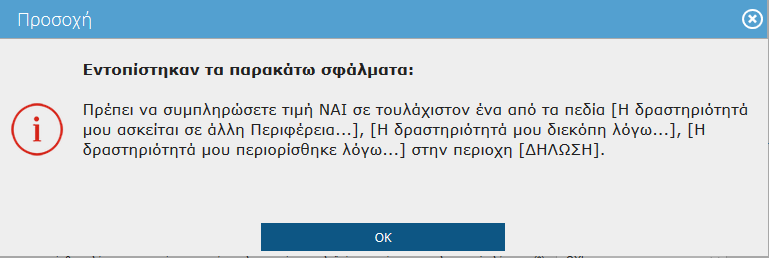 Προσοχή
Εντοπίστηκαν τα παρακάτω σφάλματα:
Πρέπει να συμπληρώσετε τιμή ΝΑΙ σε τουλάχιστον ένα από τα πεδία [Η δραστηριότητά
μου ασκείται σε άλλη Περιφέρεια...], [Η δραστηριότητά μου διεκόπη λόγω...], [Η
δραστηριότητά μου περιορίσθηκε λόγω...] στην περιοχη [ΔΗΛΩΣΗ].
OK